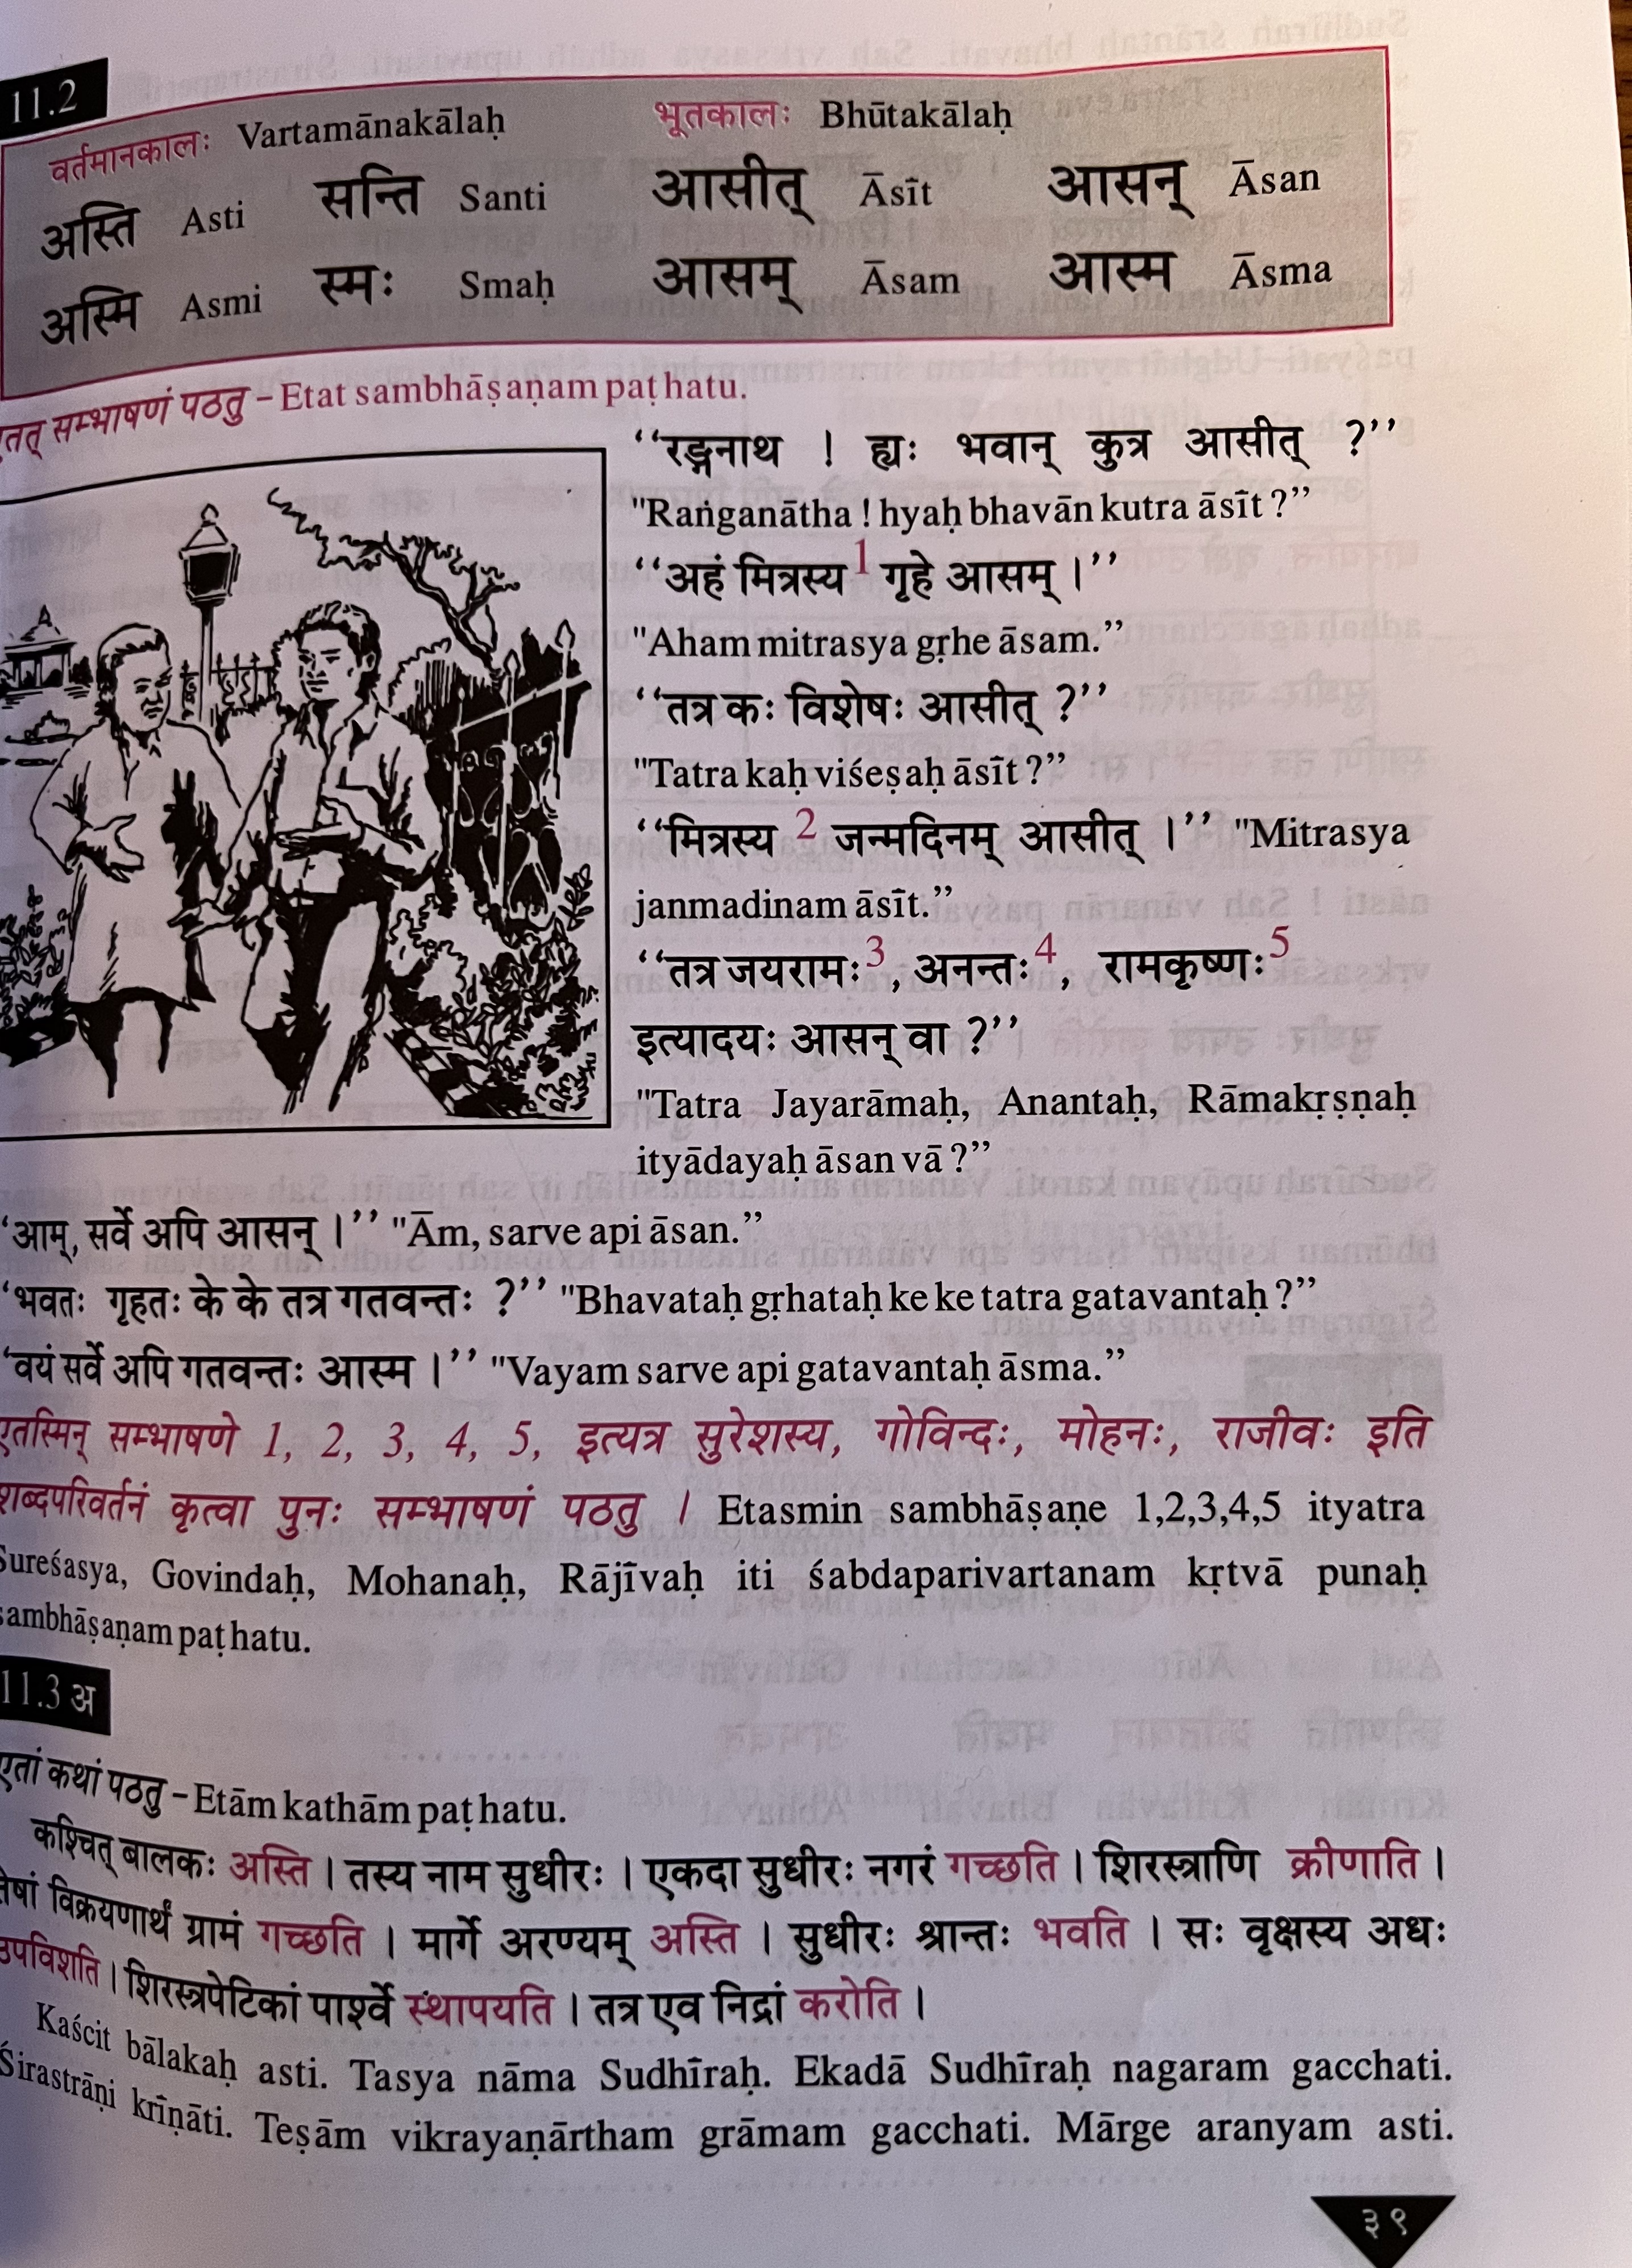 11.2
वर्तमानकालः Vartamānakālaḥ भूतकालः Bhūtakālaḥ
अस्ति Asti सन्ति Santi आसीत् Āsīt आसन् Āsan
अस्मि Asmi स्मः Smaḥ आसम् Āsam आस्म Āsma
सम्भाषणं पठतु – Etat sambhāṣaṇam paṭhatu.
‘‘रङ्गनाथ ! ह्यः भवान् कुत्र आसीत् ?’’
"Raṅganātha ! hyaḥ bhavān kutra āsīt ?”
‘‘अहं मित्रस्य 1 गृहे आसम् ।’’
"Aham mitrasya gṛhe āsam.”
‘‘तत्र कः विशेषः आसीत् ?’’
"Tatra kaḥ viśeṣaḥ āsīt ?”
‘‘मित्रस्य 2 जन्मदिनम् आसीत् ।’’ "Mitrasya
janmadinam āsīt.”
‘‘तत्र जयरामः3, अनन्तः4, रामकृष्णः5
इत्यादयः आसन् वा ?’’
"Tatra Jayarāmaḥ, Anantaḥ, Rāmakṛṣṇaḥ
ityādayaḥ āsan vā ?”
‘आम्, सर्वे अपि आसन् ।’’ "Ām, sarve api āsan.”
‘भवतः गृहतः के के तत्र गतवन्तः ?’’ "Bhavataḥ gṛhataḥ ke ke tatra gatavantaḥ ?”
‘वयं सर्वे अपि गतवन्तः आस्म ।’’ "Vayam sarve api gatavantaḥ āsma.”
एतस्मिन् सम्भाषणे 1, 2, 3, 4, 5, इत्यत्र सुरेशस्य, गोविन्दः, मोहनः, राजीवः इति
शब्दपरिवर्तनं कृत्वा पुनः सम्भाषणं पठतु । Etasmin sambhāṣaṇe 1,2,3,4,5 ityatra
Sureśasya, Govindaḥ, Mohanaḥ, Rājīvaḥ iti śabdaparivartanam kṛtvā punaḥ
sambhāṣaṇam paṭhatu.
11.3 अ
एतां कथां पठतु – Etām kathām paṭhatu.
कश्चित् बालकः अस्ति । तस्य नाम सुधीरः । एकदा सुधीरः नगरं गच्छति । शिरस्त्राणि क्रीणाति ।
तेषां विक्रयणार्थं ग्रामं गच्छति । मार्गे अरण्यम् अस्ति । सुधीरः श्रान्तः भवति । सः वृक्षस्य अधः
उपविशति । शिरस्त्रपेटिकां पार्श्वे स्थापयति । तत्र एव निद्रां करोति ।
Kaścit bālakaḥ asti. Tasya nāma Sudhīraḥ. Ekadā Sudhīraḥ nagaram gacchati.
Śirastrāṇi krīṇāti. Teṣām vikrayaṇārtham grāmam gacchati. Mārge aranyam asti.
३९